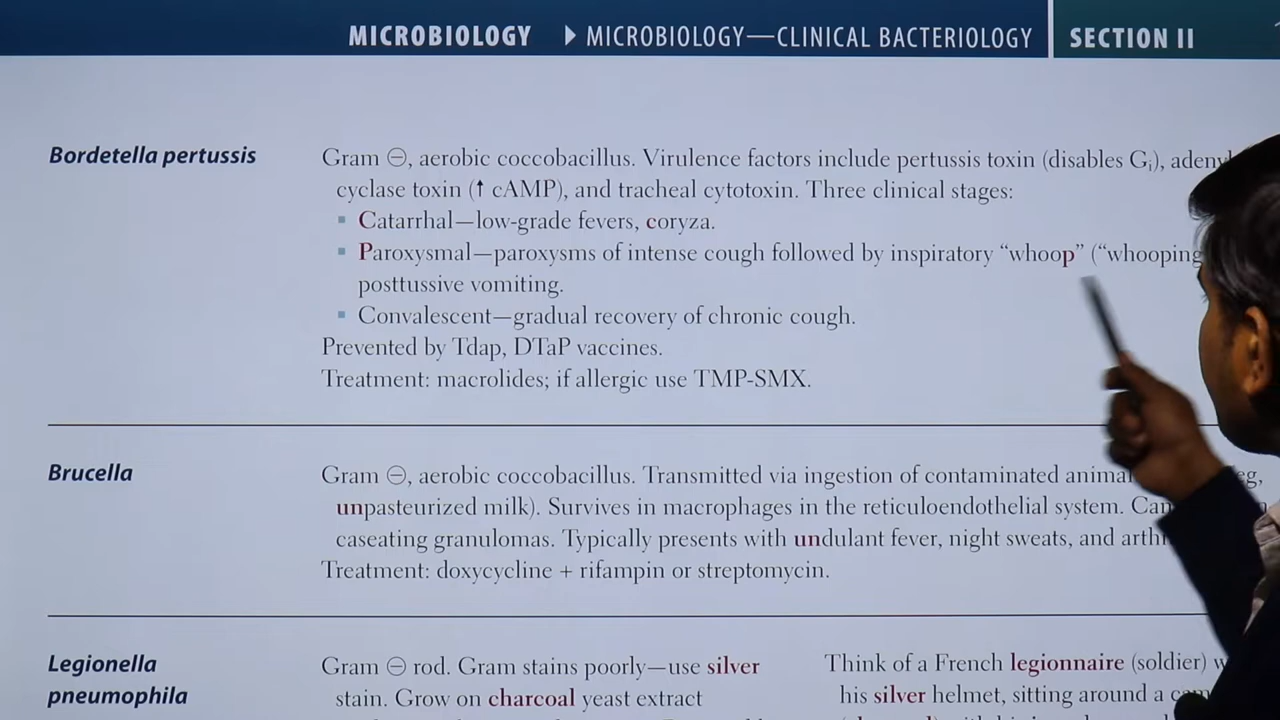 MICROBIOLOGY ▶ MICROBIOLOGY—CLINICAL BACTERIOLOGY SECTION II
Bordetella pertussis
Gram ⊖, aerobic coccobacillus. Virulence factors include pertussis toxin (disables Gi),
cyclase toxin (↑ cAMP), and tracheal cytotoxin. Three clinical stages:
▪ Catarrhal—low-grade fevers, coryza.
▪ Paroxysmal—paroxysms of intense cough followed by inspiratory “whoop” (“whooping
posttussive vomiting.
▪ Convalescent—gradual recovery of chronic cough.
Prevented by Tdap, DTaP vaccines.
Treatment: macrolides; if allergic use TMP-SMX.
Brucella
Gram ⊖, aerobic coccobacillus. Transmitted via ingestion of contaminated animal
unpasteurized milk). Survives in macrophages in the reticuloendothelial system. Can
caseating granulomas. Typically presents with undulant fever, night sweats, and
Treatment: doxycycline + rifampin or streptomycin.
Legionella
pneumophila
Gram ⊖ rod. Gram stains poorly—use silver
stain. Grow on charcoal yeast extract
Think of a French legionnaire (soldier)
his silver helmet, sitting around a